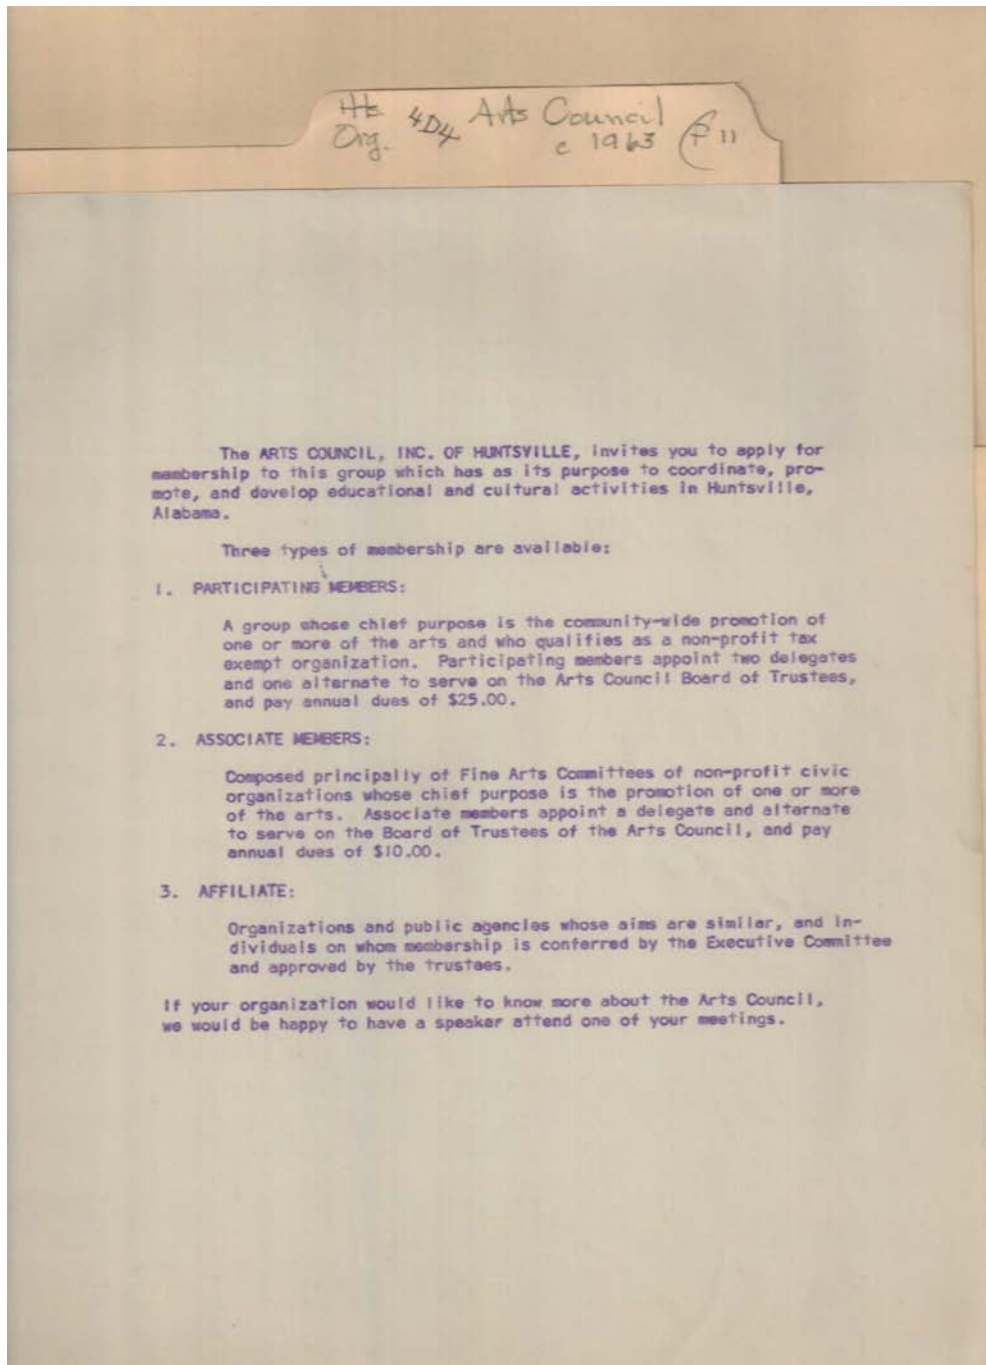 Org. 4D4 Arts Council
c 1963 F 11
The ARTS COUNCIL, INC. OF HUNTSVILLE, invites you to apply for
membership to this group which has as its purpose to coordinate, pro-
mote, and develop educational and cultural activities in Huntsville,
Alabama.
Three types of membership are available:
1. PARTICIPATING MEMBERS:
A group whose chief purpose is the community-wide promotion of
one or more of the arts and who qualifies as a non-profit tax
exempt organization. Participating members appoint two delegates
and one alternate to serve on the Arts Council Board of Trustees,
and pay annual dues of $25.00.
2. ASSOCIATE MEMBERS:
Composed principally of Fine Arts Committees of non-profit civic
organizations whose chief purpose is the promotion of one or more
of the arts. Associate members appoint a delegate and alternate
to serve on the Board of Trustees of the Arts Council, and pay
annual dues of $10.00.
3. AFFILIATE:
Organizations and public agencies whose aims are similar, and in-
dividuals on whom membership is conferred by the Executive Committee
and approved by the trustees.
If your organization would like to know more about the Arts Council,
we would be happy to have a speaker attend one of your meetings.